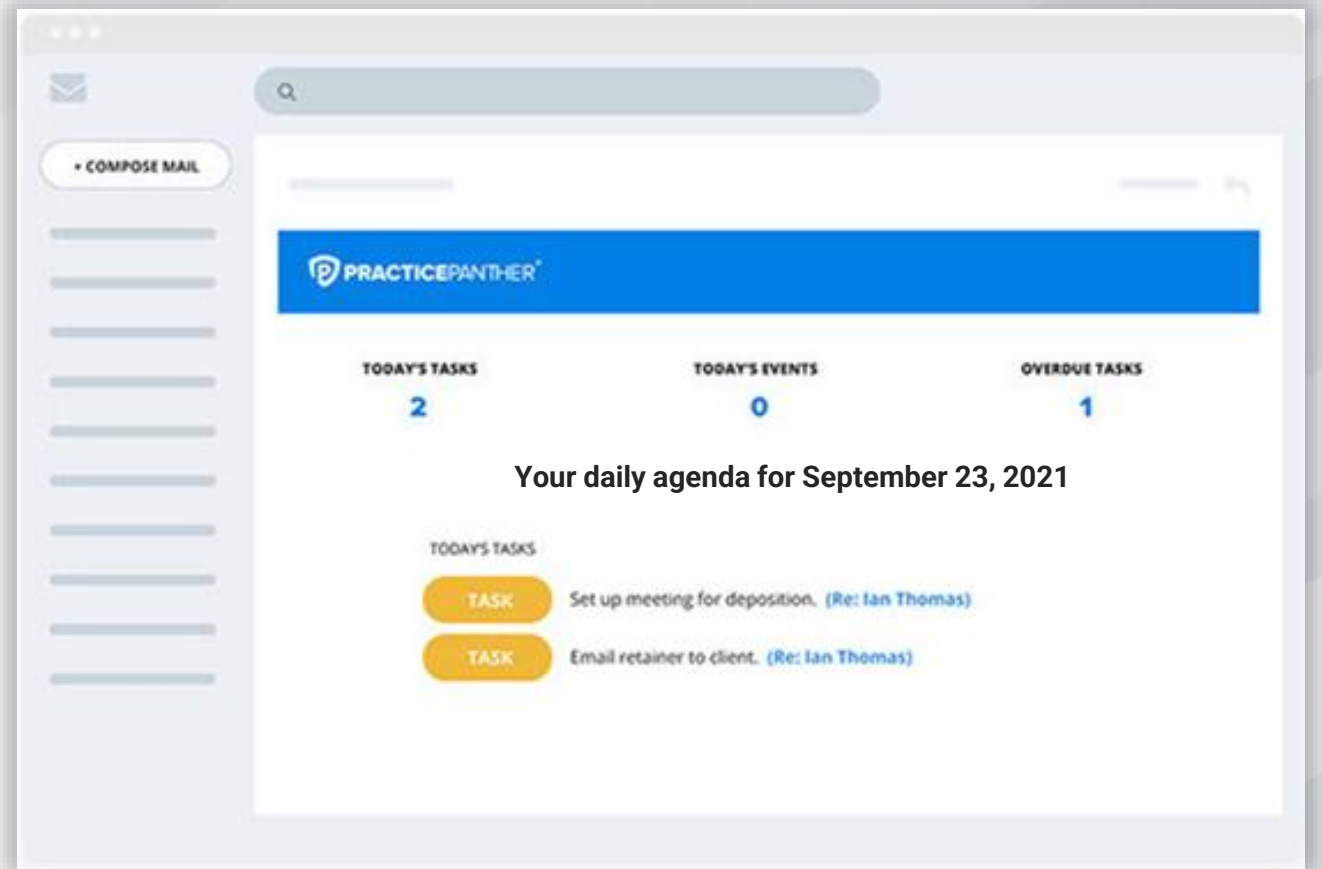 + COMPOSE MAIL
PRACTICEPANTHER
TODAY'S TASKS
TODAY'S EVENTS
OVERDUE TASKS
2
0
1
Your daily agenda for September 23, 2021
TODAY'S TASKS
TASK Set up meeting for deposition. (Re: Ian Thomas)
TASK Email retainer to client. (Re: Ian Thomas)